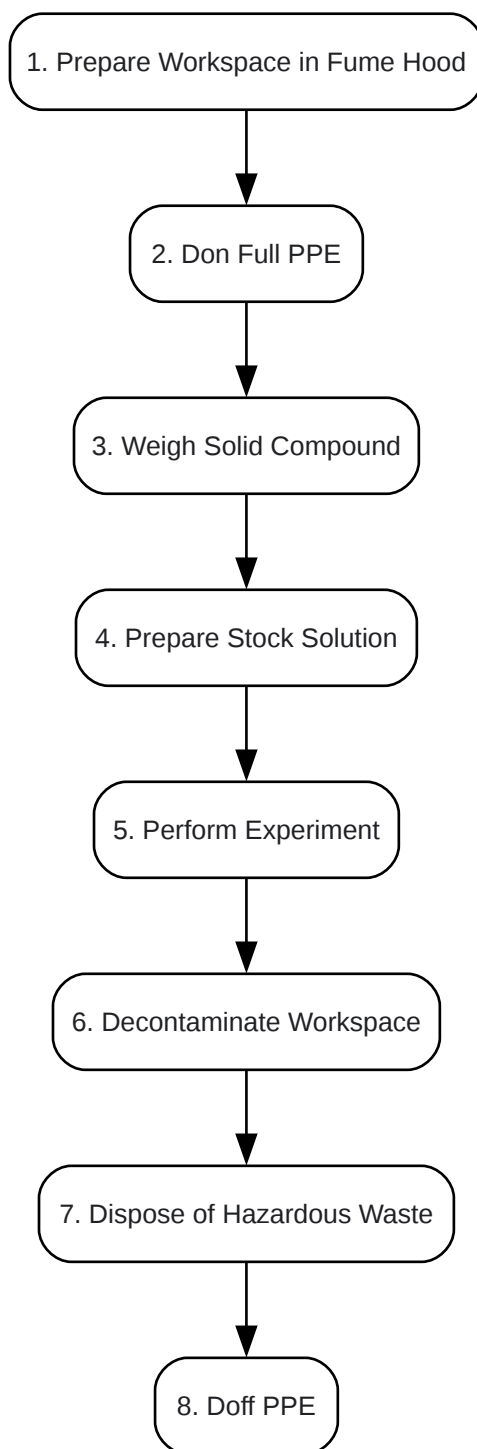 1. Prepare Workspace in Fume Hood
2. Don Full PPE
3. Weigh Solid Compound
4. Prepare Stock Solution
5. Perform Experiment
6. Decontaminate Workspace
7. Dispose of Hazardous Waste
8. Doff PPE